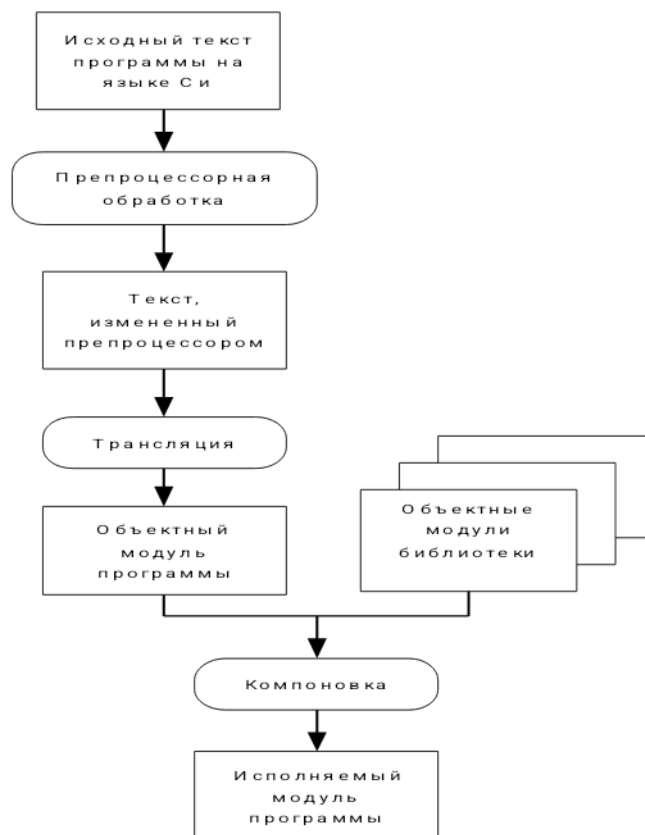 Исходный текст
программы на
языке Си
Препроцессорная
обработка
Текст,
измененный
препроцессором
Трансляция
Объектный
модуль
программы
Объектные
модули
библиотеки
Компоновка
Исполняемый
модуль
программы